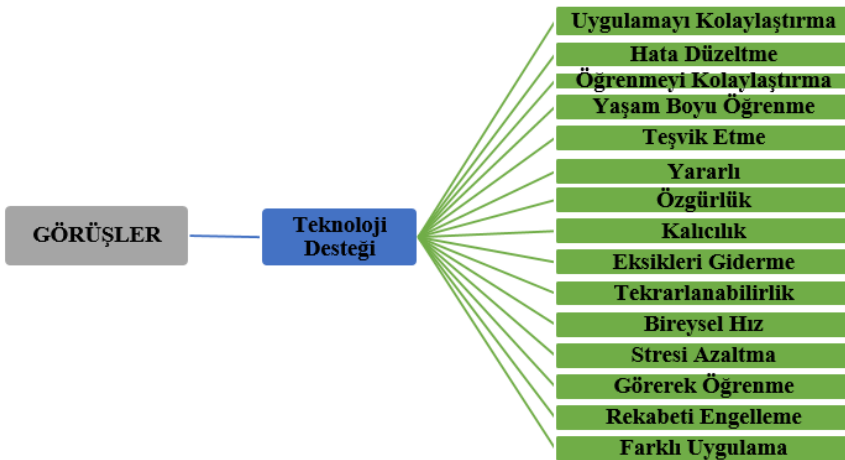 GÖRÜŞLER
Teknoloji
Desteği
Uygulamayı Kolaylaştırma
Hata Düzeltme
Öğrenmeyi Kolaylaştırma
Yaşam Boyu Öğrenme
Teşvik Etme
Yararlı
Özgürlük
Kalıcılık
Eksikleri Giderme
Tekrarlanabilirlik
Bireysel Hız
Stresi Azaltma
Görerek Öğrenme
Rekabeti Engelleme
Farklı Uygulama